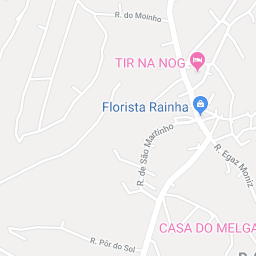 R. do Moinho
TIR NA NOG
Florista Rainha
R. de São Martinho
R. Egaz Moniz
CASA DO MELGA
R. Pôr do Sol